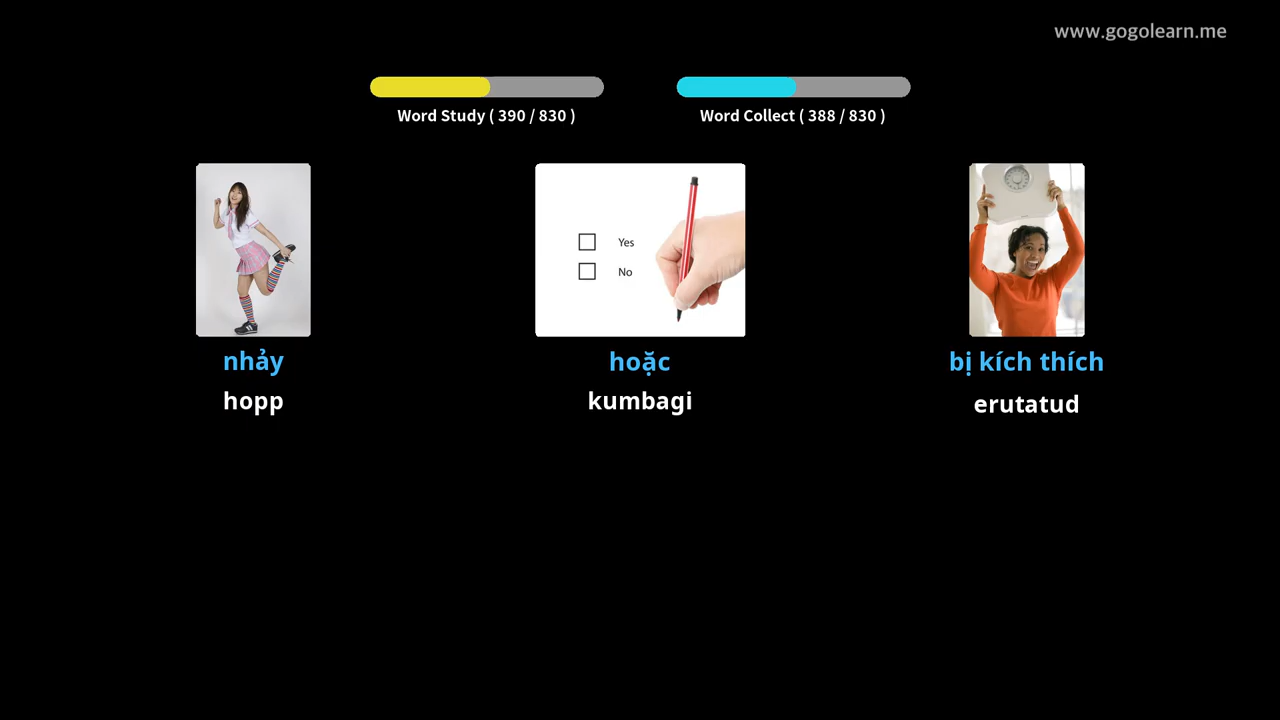 www.gogolearn.me
Word Study ( 390 / 830 )
Word Collect ( 388 / 830 )
Yes
No
nhảy
hoặc
bị kích thích
hopp
kumbagi
erutatud